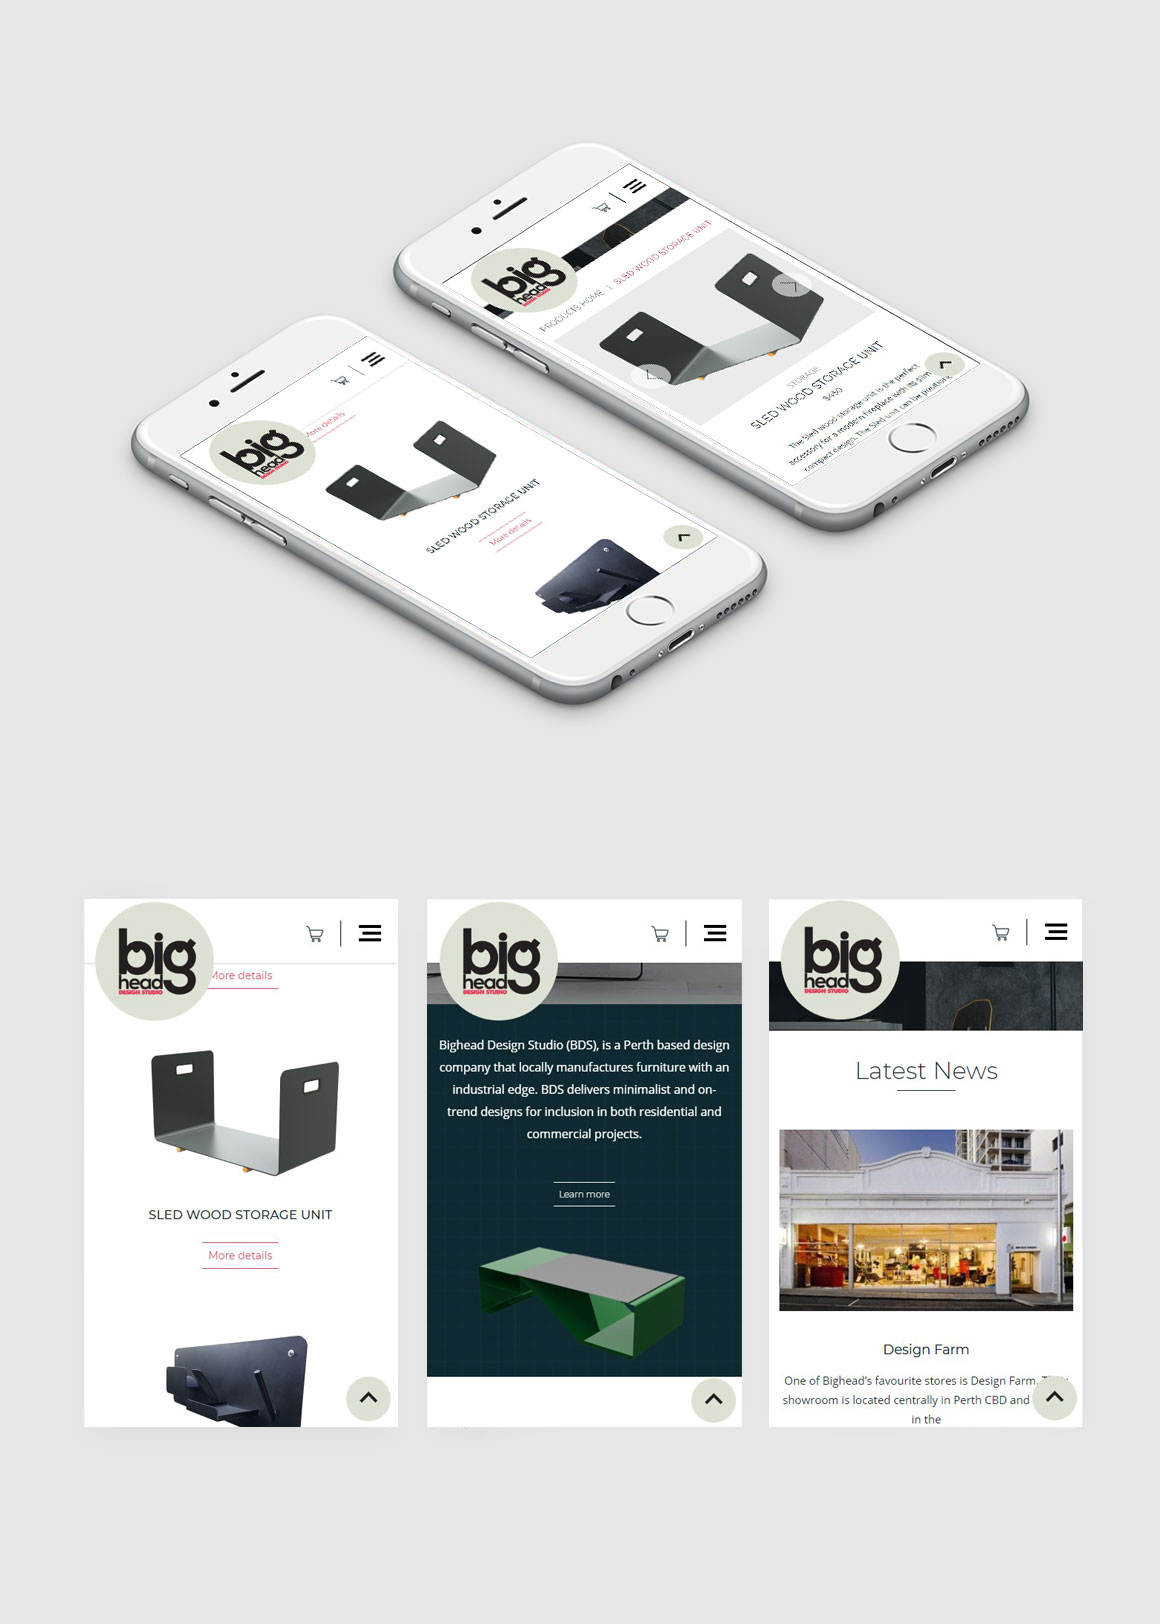 big
head
DESIGN STUDIO
PRODUCTS HOME | SLED WOOD STORAGE UNIT
STORAGE
SLED WOOD STORAGE UNIT
$450
The Sled wood storage unit is the perfect
accessory for a modern fireplace with its slim
compact design. The Sled unit can be
big
head
DESIGN STUDIO
More details
SLED WOOD STORAGE UNIT
More details
big
head
DESIGN STUDIO
More details
SLED WOOD STORAGE UNIT
More details
big
head
DESIGN STUDIO
Bighead Design Studio (BDS), is a Perth based design
company that locally manufactures furniture with an
industrial edge. BDS delivers minimalist and on-
trend designs for inclusion in both residential and
commercial projects.
Learn more
big
head
DESIGN STUDIO
Latest News
Design Farm
One of Bighead's favourite stores is Design Farm.
showroom is located centrally in Perth CBD and
in the